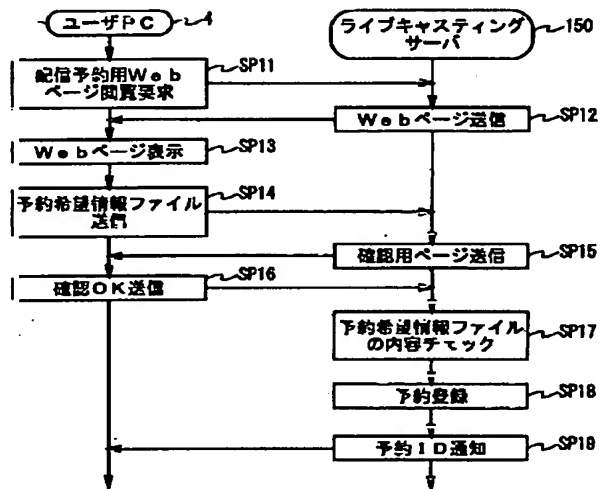 ユーザPC
4
ライブキャスティング
サーバ
150
配信予約用Web
ページ閲覧要求
SP11
Webページ送信
SP12
Webページ表示
SP13
予約希望情報ファイル
送信
SP14
確認用ページ送信
SP15
確認OK送信
SP16
予約希望情報ファイル
の内容チェック
SP17
予約登録
SP18
予約ID通知
SP19